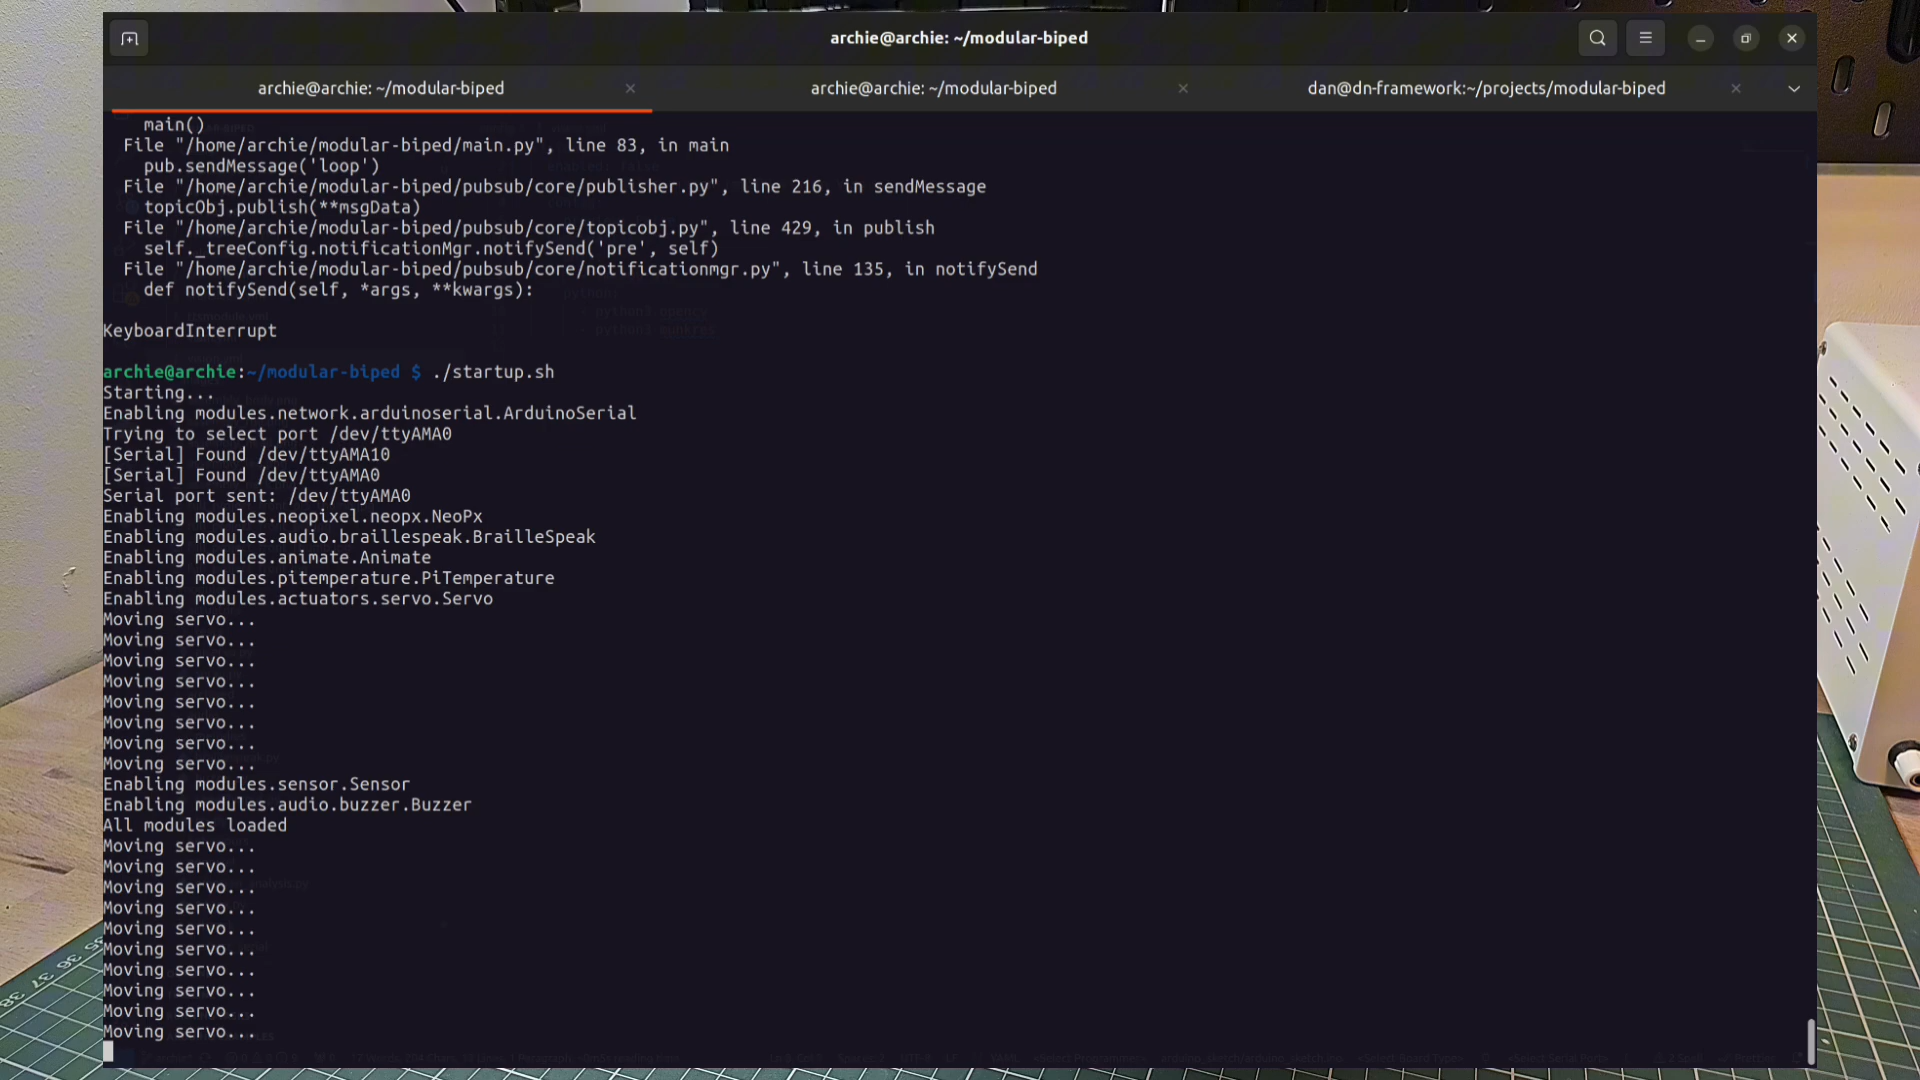 archie@archie: ~/modular-biped
archie@archie: ~/modular-biped
archie@archie: ~/modular-biped
dan@dn-framework:~/projects/modular-biped
main()
File "/home/archie/modular-biped/main.py", line 83, in main
pub.sendMessage('loop')
File "/home/archie/modular-biped/pubsub/core/publisher.py", line 216, in sendMessage
topicObj.publish(**msgData)
File "/home/archie/modular-biped/pubsub/core/topicobj.py", line 429, in publish
self._treeConfig.notificationMgr.notifySend('pre', self)
File "/home/archie/modular-biped/pubsub/core/notificationmgr.py", line 135, in notifySend
def notifySend(self, *args, **kwargs):
KeyboardInterrupt
archie@archie:~/modular-biped $ ./startup.sh
Starting...
Enabling modules.network.arduinoserial.ArduinoSerial
Trying to select port /dev/ttyAMA0
[Serial] Found /dev/ttyAMA10
[Serial] Found /dev/ttyAMA0
Serial port sent: /dev/ttyAMA0
Enabling modules.neopixel.neopx.NeoPx
Enabling modules.audio.braillespeak.BrailleSpeak
Enabling modules.animate.Animate
Enabling modules.pitemperature.PiTemperature
Enabling modules.actuators.servo.Servo
Moving servo...
Moving servo...
Moving servo...
Moving servo...
Moving servo...
Moving servo...
Moving servo...
Moving servo...
Enabling modules.sensor.Sensor
Enabling modules.audio.buzzer.Buzzer
All modules loaded
Moving servo...
Moving servo...
Moving servo...
Moving servo...
Moving servo...
Moving servo...
Moving servo...
Moving servo...
Moving servo...
Moving servo...
35
36
37
38